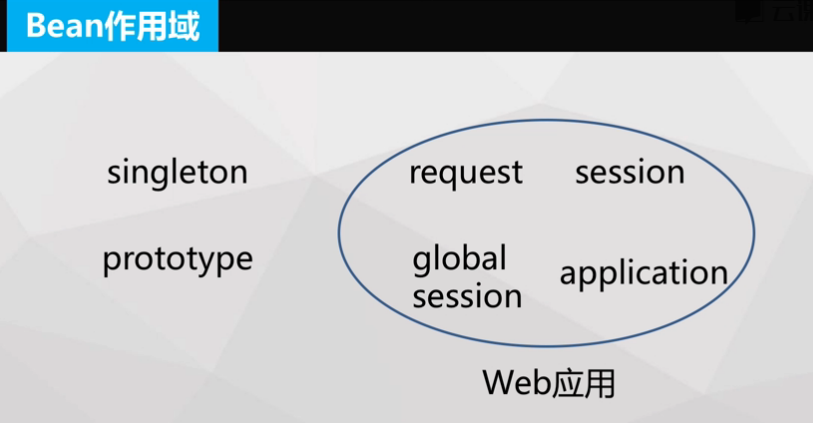 Bean作用域
singleton
request
session
prototype
global
session
application
Web应用